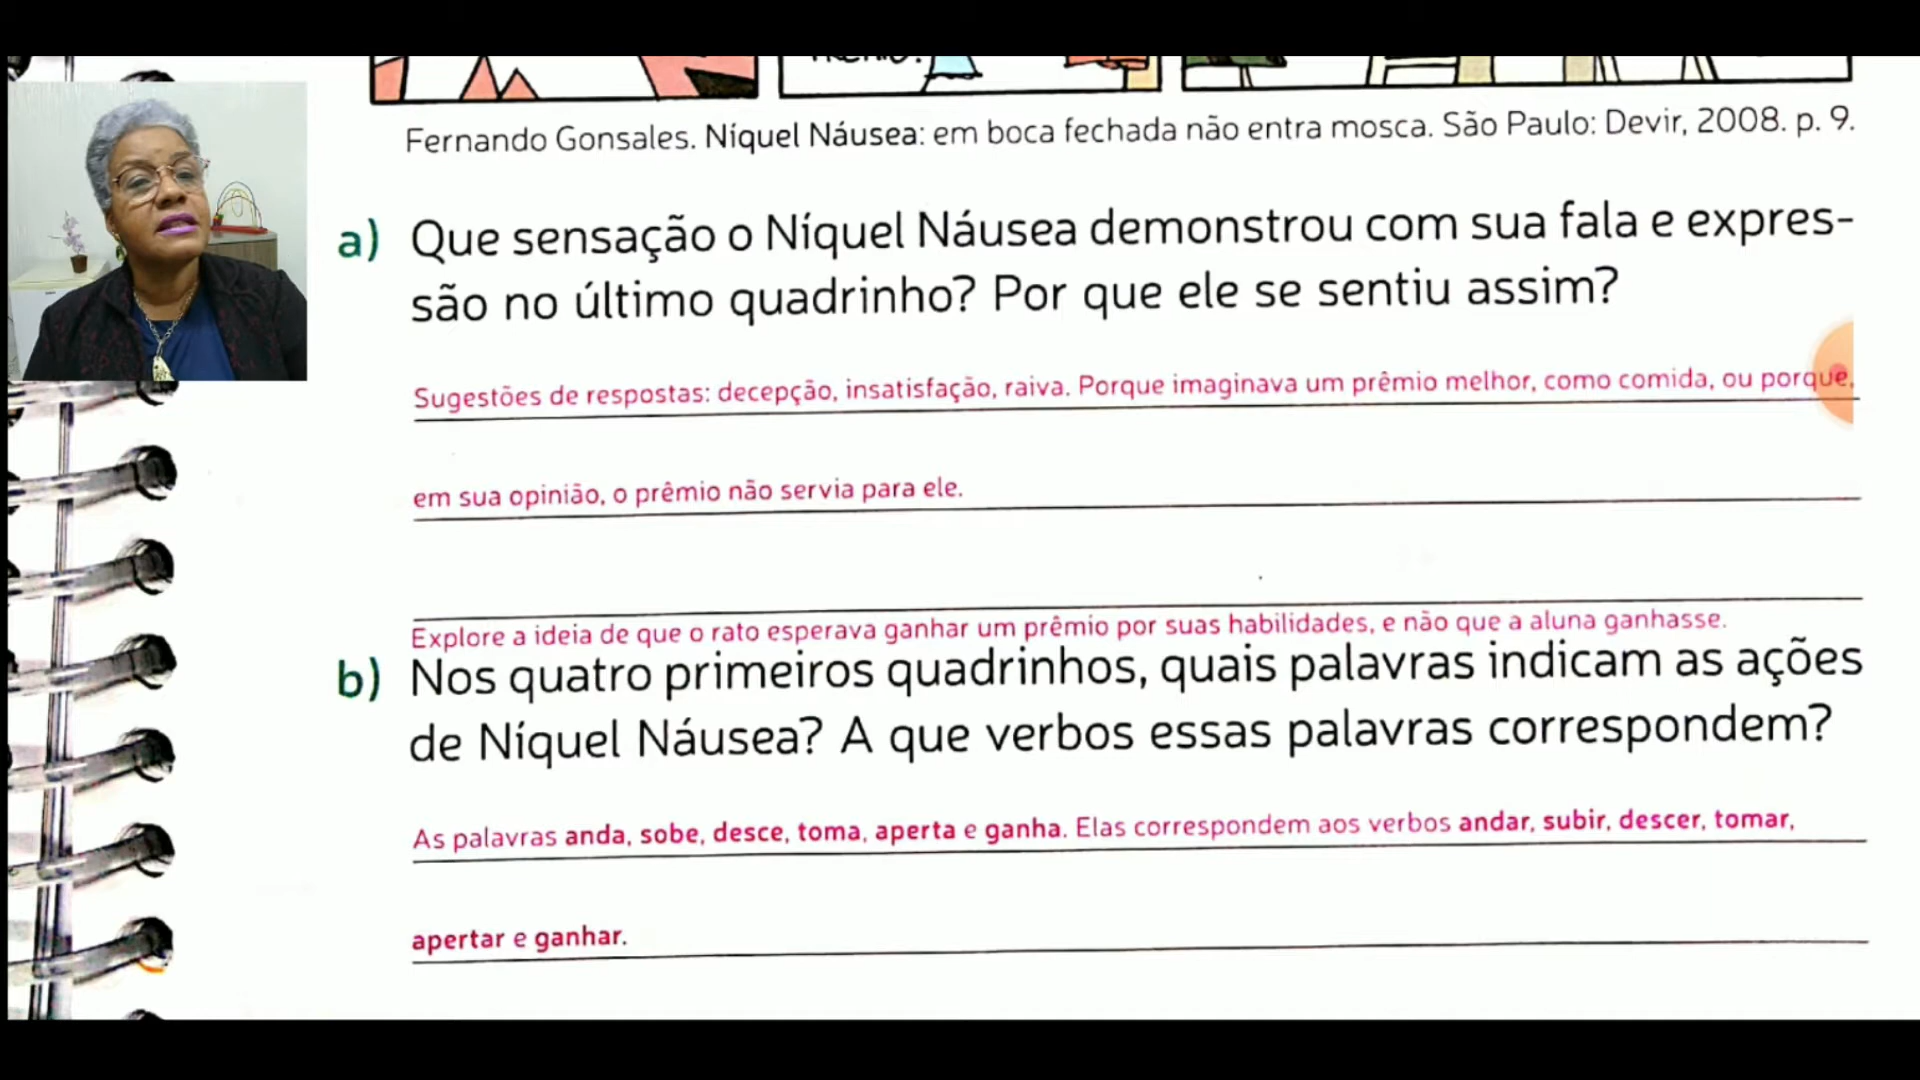 Fernando Gonsales. Níquel Náusea: em boca fechada não entra mosca. São Paulo: Devir, 2008. p. 9.
a) Que sensação o Níquel Náusea demonstrou com sua fala e expres-
são no último quadrinho? Por que ele se sentiu assim?
Sugestões de respostas: decepção, insatisfação, raiva. Porque imaginava um prêmio melhor, como comida, ou porque,
em sua opinião, o prêmio não servia para ele.
Explore a ideia de que o rato esperava ganhar um prêmio por suas habilidades, e não que a aluna ganhasse.
b) Nos quatro primeiros quadrinhos, quais palavras indicam as ações
de Níquel Náusea? A que verbos essas palavras correspondem?
As palavras anda, sobe, desce, toma, aperta e ganha. Elas correspondem aos verbos andar, subir, descer, tomar,
apertar e ganhar.